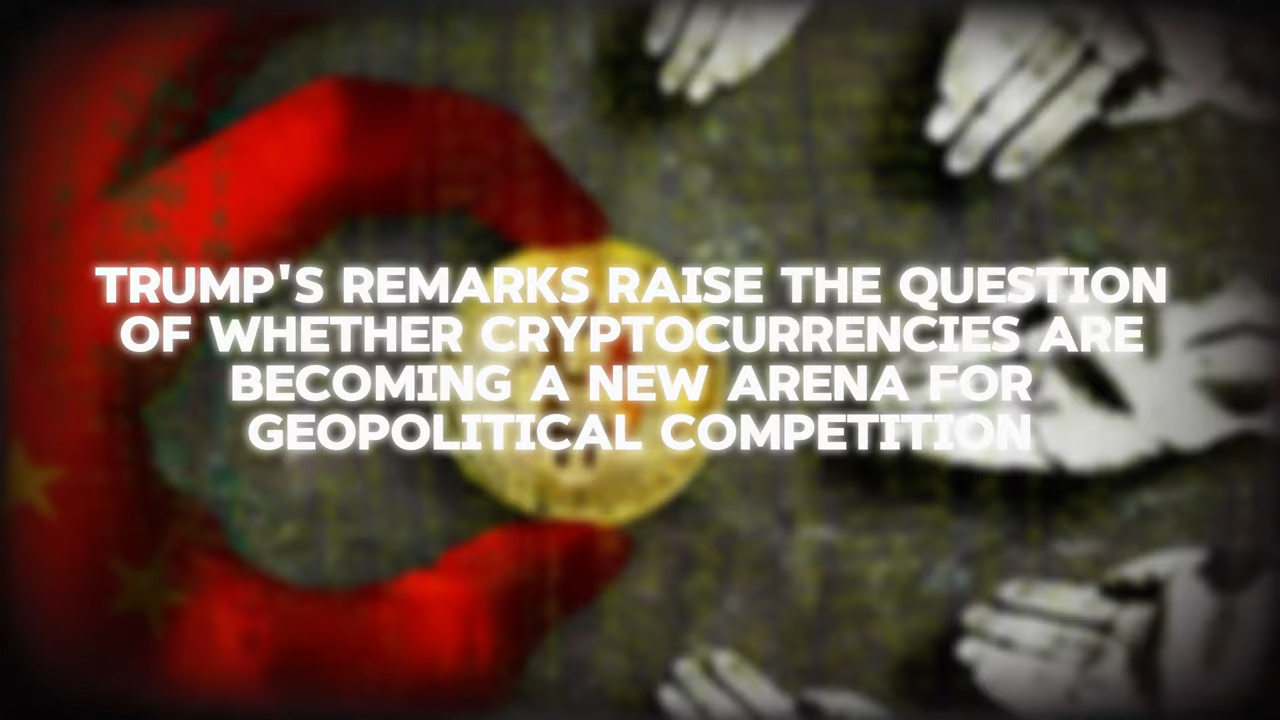 TRUMP'S REMARKS RAISE THE QUESTION
OF WHETHER CRYPTOCURRENCIES ARE
BECOMING A NEW ARENA FOR
GEOPOLITICAL COMPETITION